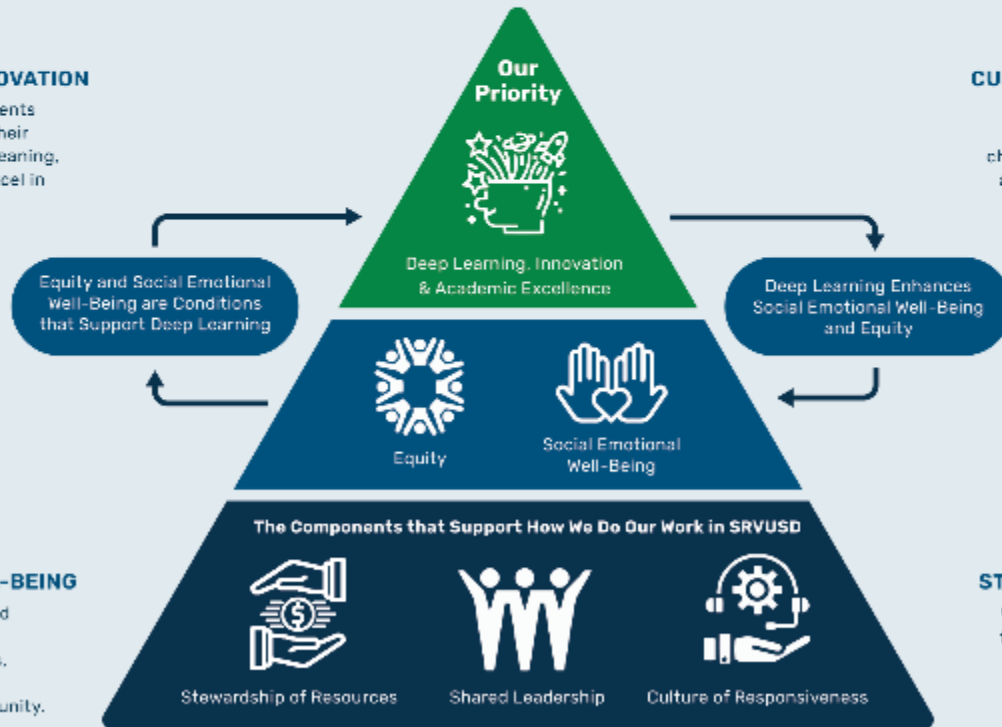 OVATION
ents
heir
eaning,
cel in
CU
ch
a
Our
Priority
Deep Learning, Innovation
& Academic Excellence
Equity and Social Emotional
Well-Being are Conditions
that Support Deep Learning
Deep Learning Enhances
Social Emotional Well-Being
and Equity
Equity
Social Emotional
Well-Being
The Components that Support How We Do Our Work in SRVUSD
$
Stewardship of Resources
Shared Leadership
Culture of Responsiveness
-BEING
d
s.
unity.
ST
t